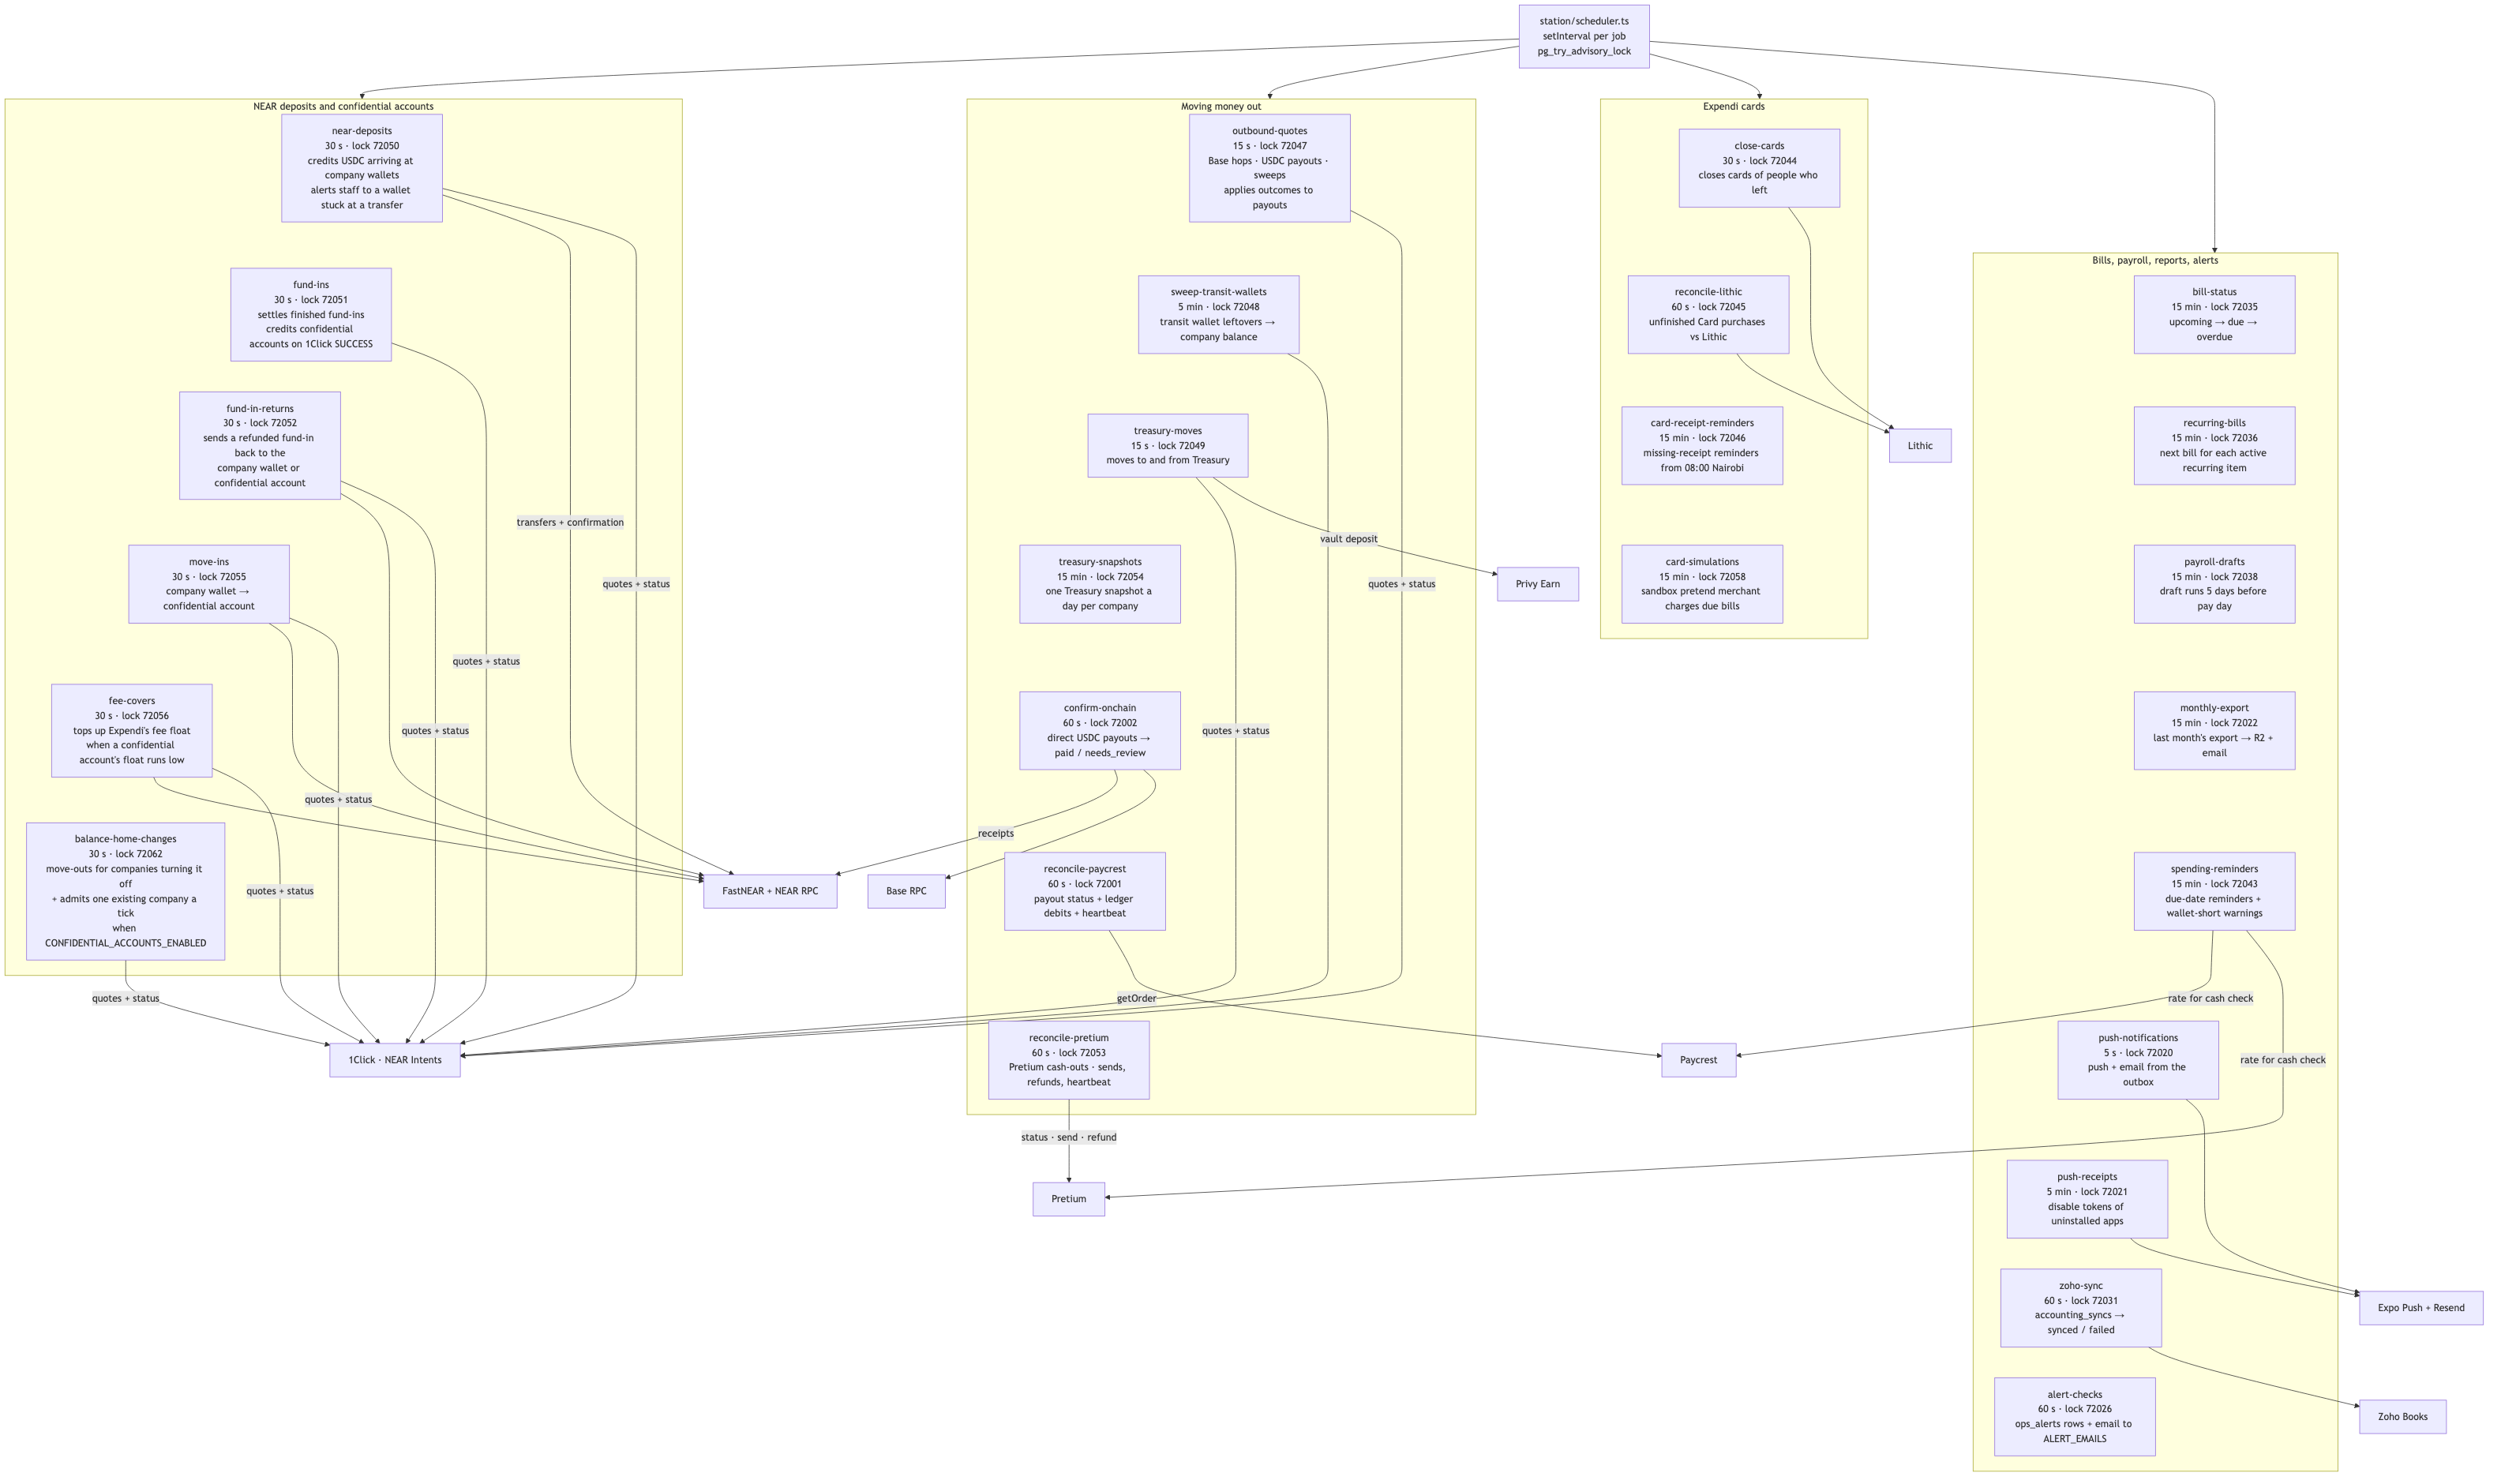 station/scheduler.ts
setInterval per job
pg_try_advisory_lock
NEAR deposits and confidential accounts
near-deposits
30 s · lock 72050
credits USDC arriving at
company wallets
alerts staff to a wallet
stuck at a transfer
fund-ins
30 s · lock 72051
settles finished fund-ins
credits confidential
accounts on 1Click SUCCESS
fund-in-returns
30 s · lock 72052
sends a refunded fund-in
back to the
company wallet or
confidential account
move-ins
30 s · lock 72055
company wallet →
confidential account
fee-covers
30 s · lock 72056
tops up Expendi's fee float
when a confidential
account's float runs low
balance-home-changes
30 s · lock 72062
move-outs for companies turning it
off
+ admits one existing company a
tick
when
CONFIDENTIAL_ACCOUNTS_ENABLED
transfers + confirmation
quotes + status
quotes + status
quotes + status
quotes + status
quotes + status
quotes + status
1Click · NEAR Intents
FastNEAR + NEAR RPC
Base RPC
Moving money out
outbound-quotes
15 s · lock 72047
Base hops · USDC payouts ·
sweeps
applies outcomes to
payouts
sweep-transit-wallets
5 min · lock 72048
transit wallet leftovers →
company balance
treasury-moves
15 s · lock 72049
moves to and from Treasury
treasury-snapshots
15 min · lock 72054
one Treasury snapshot a
day per company
confirm-onchain
60 s · lock 72002
direct USDC payouts →
paid / needs_review
reconcile-paycrest
60 s · lock 72001
payout status + ledger
debits + heartbeat
reconcile-pretium
60 s · lock 72053
Pretium cash-outs · sends,
refunds, heartbeat
vault deposit
quotes + status
quotes + status
receipts
getOrder
status · send · refund
Pretium
Privy Earn
Paycrest
Expendi cards
close-cards
30 s · lock 72044
closes cards of people who
left
reconcile-lithic
60 s · lock 72045
unfinished Card purchases
vs Lithic
card-receipt-reminders
15 min · lock 72046
missing-receipt reminders
from 08:00 Nairobi
card-simulations
15 min · lock 72058
sandbox pretend merchant
charges due bills
Lithic
Bills, payroll, reports, alerts
bill-status
15 min · lock 72035
upcoming → due →
overdue
recurring-bills
15 min · lock 72036
next bill for each active
recurring item
payroll-drafts
15 min · lock 72038
draft runs 5 days before
pay day
monthly-export
15 min · lock 72022
last month's export → R2 +
email
spending-reminders
15 min · lock 72043
due-date reminders +
wallet-short warnings
rate for cash check
rate for cash check
push-notifications
5 s · lock 72020
push + email from the
outbox
push-receipts
5 min · lock 72021
disable tokens of
uninstalled apps
zoho-sync
60 s · lock 72031
accounting_syncs →
synced / failed
alert-checks
60 s · lock 72026
ops_alerts rows + email to
ALERT_EMAILS
Expo Push + Resend
Zoho Books